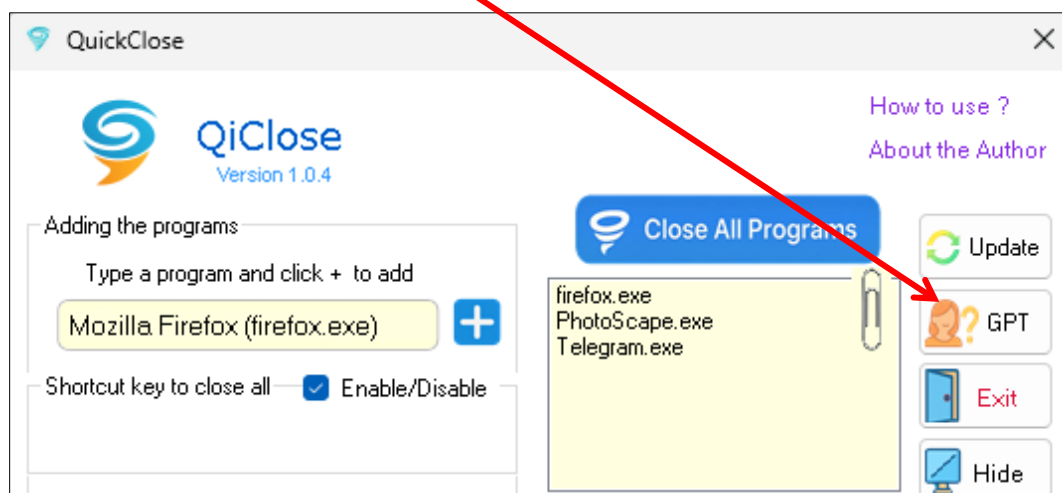 QuickClose
How to use ?
About the Author
QiClose
Version 1.0.4
Adding the programs
Type a program and click + to add
Mozilla Firefox (firefox.exe)
Shortcut key to close all
Enable/Disable
Close All Programs
firefox.exe
PhotoScape.exe
Telegram.exe
Update
GPT
Exit
Hide